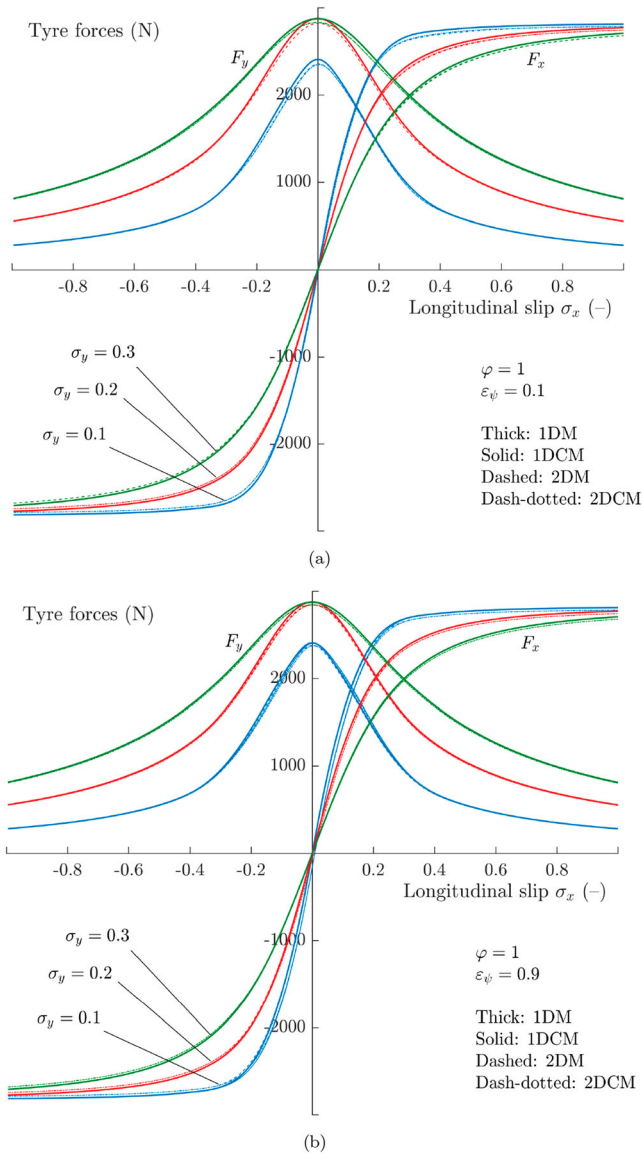 Tyre forces (N)
F_y
F_x
2000
1000
-0.8 -0.6 -0.4 -0.2 0.2 0.4 0.6 0.8
Longitudinal slip σ_x (–)
-1000
-2000
σ_y = 0.3
σ_y = 0.2
σ_y = 0.1
φ = 1
ε_ψ = 0.1
Thick: 1DM
Solid: 1DCM
Dashed: 2DM
Dash-dotted: 2DCM
(a)
Tyre forces (N)
F_y
F_x
2000
1000
-0.8 -0.6 -0.4 -0.2 0.2 0.4 0.6 0.8
Longitudinal slip σ_x (–)
-1000
-2000
σ_y = 0.3
σ_y = 0.2
σ_y = 0.1
φ = 1
ε_ψ = 0.9
Thick: 1DM
Solid: 1DCM
Dashed: 2DM
Dash-dotted: 2DCM
(b)